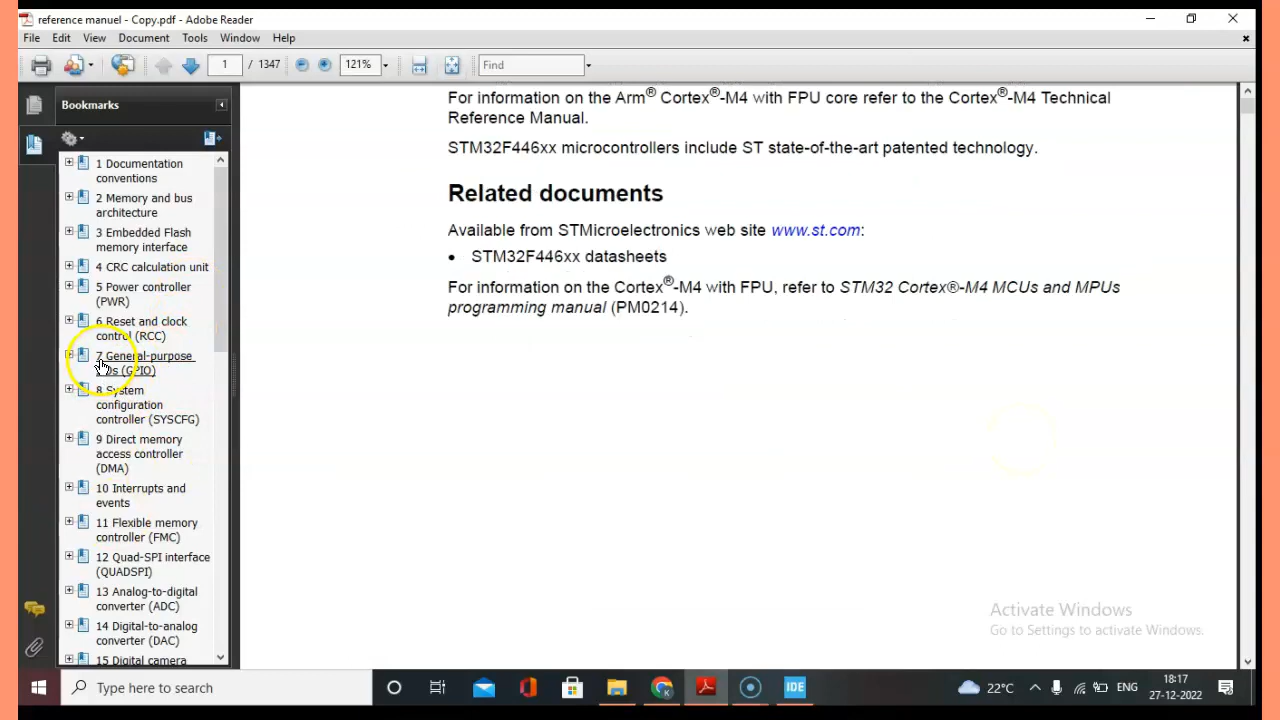 reference manuel - Copy.pdf - Adobe Reader
File Edit View Document Tools Window Help
1 / 1347 121% Find
Bookmarks
1 Documentation
conventions
2 Memory and bus
architecture
3 Embedded Flash
memory interface
4 CRC calculation unit
5 Power controller
(PWR)
6 Reset and clock
control (RCC)
7 General-purpose
I/Os (GPIO)
8 System
configuration
controller (SYSCFG)
9 Direct memory
access controller
(DMA)
10 Interrupts and
events
11 Flexible memory
controller (FMC)
12 Quad-SPI interface
(QUADSPI)
13 Analog-to-digital
converter (ADC)
14 Digital-to-analog
converter (DAC)
15 Digital camera
For information on the Arm® Cortex®-M4 with FPU core refer to the Cortex®-M4 Technical
Reference Manual.
STM32F446xx microcontrollers include ST state-of-the-art patented technology.
Related documents
Available from STMicroelectronics web site www.st.com:
• STM32F446xx datasheets
For information on the Cortex®-M4 with FPU, refer to STM32 Cortex®-M4 MCUs and MPUs
programming manual (PM0214).
Activate Windows
Go to Settings to activate Windows.
Type here to search
IDE
22°C
ENG
18:17
27-12-2022